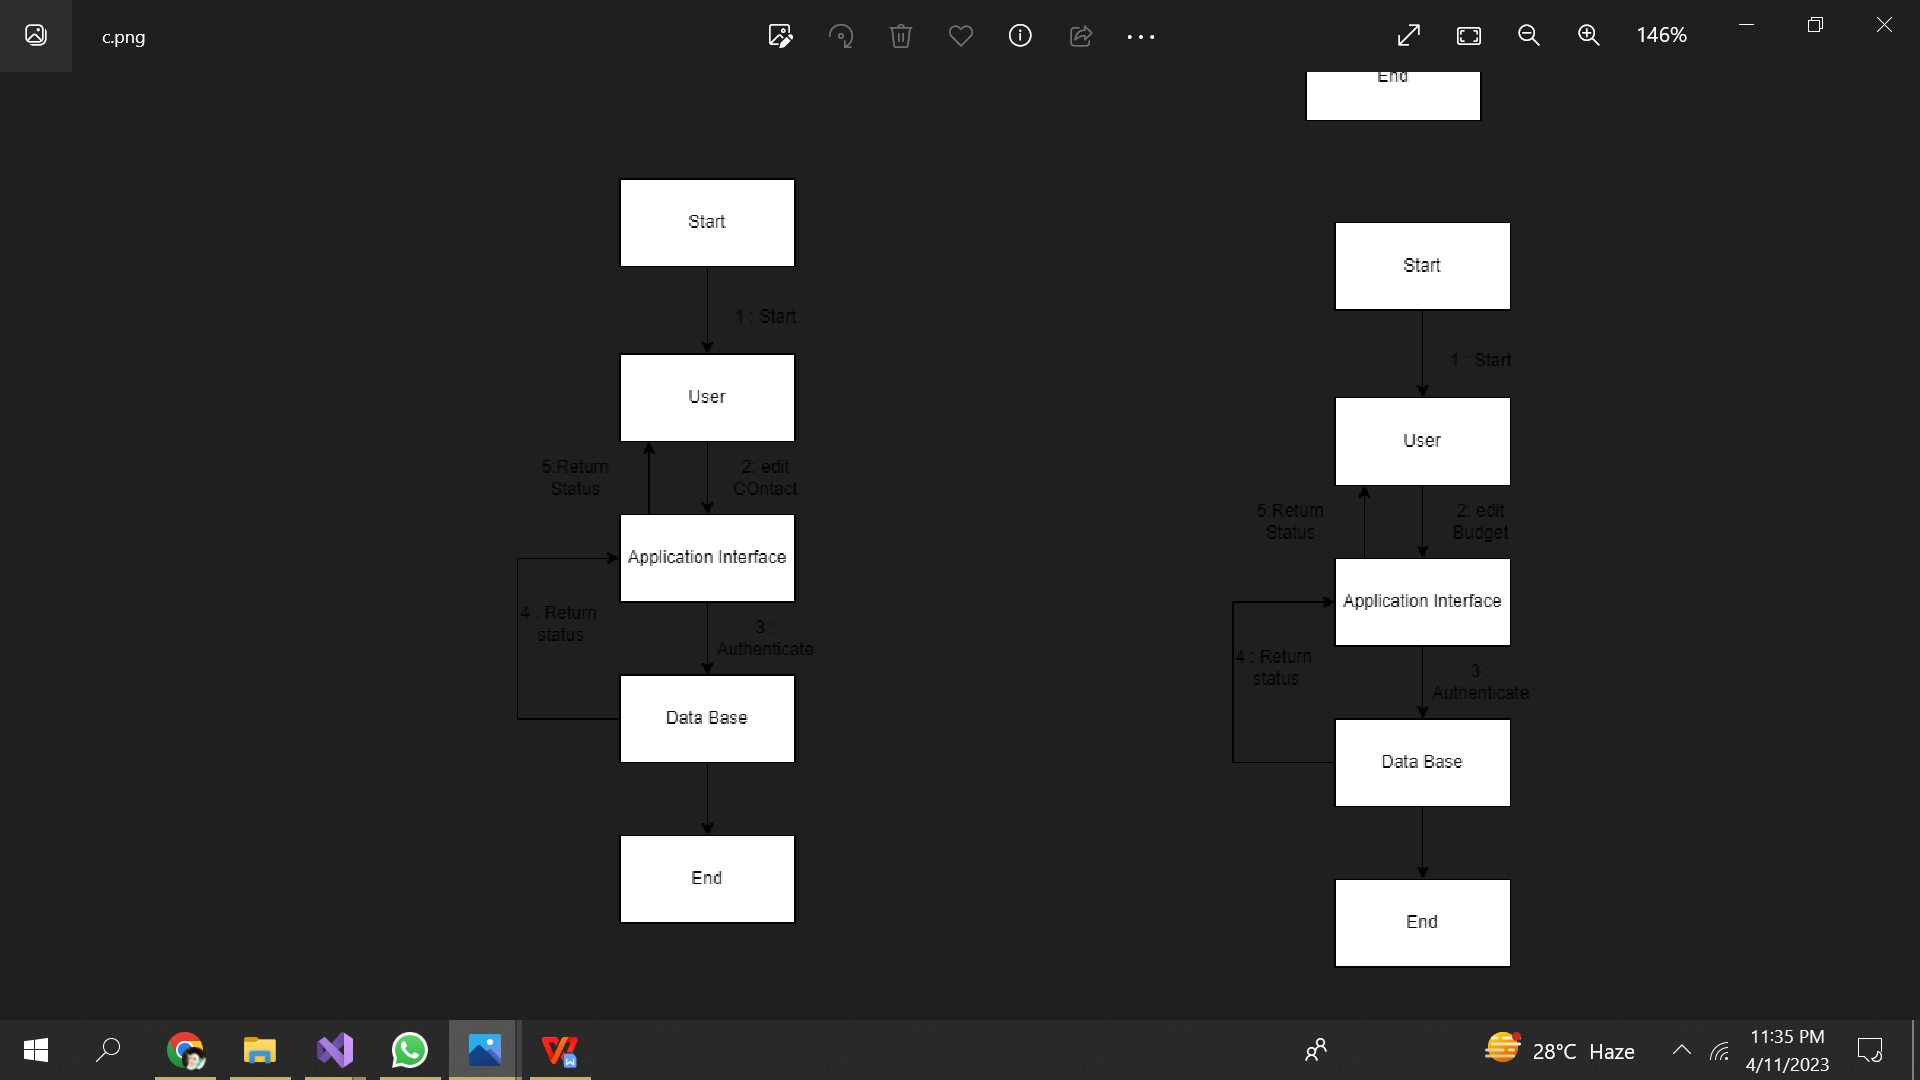 c.png
146%
End
Start
1 : Start
User
5:Return
Status
2: edit
COntact
Application Interface
4 : Return
status
3 :
Authenticate
Data Base
End
Start
1 : Start
User
5:Return
Status
2: edit
Budget
Application Interface
4 : Return
status
3 :
Authenticate
Data Base
End
28°C Haze
11:35 PM
4/11/2023